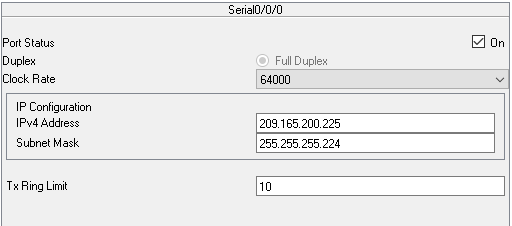 Serial0/0/0
Port Status On
Duplex Full Duplex
Clock Rate 64000
IP Configuration
IPv4 Address 209.165.200.225
Subnet Mask 255.255.255.224
Tx Ring Limit 10